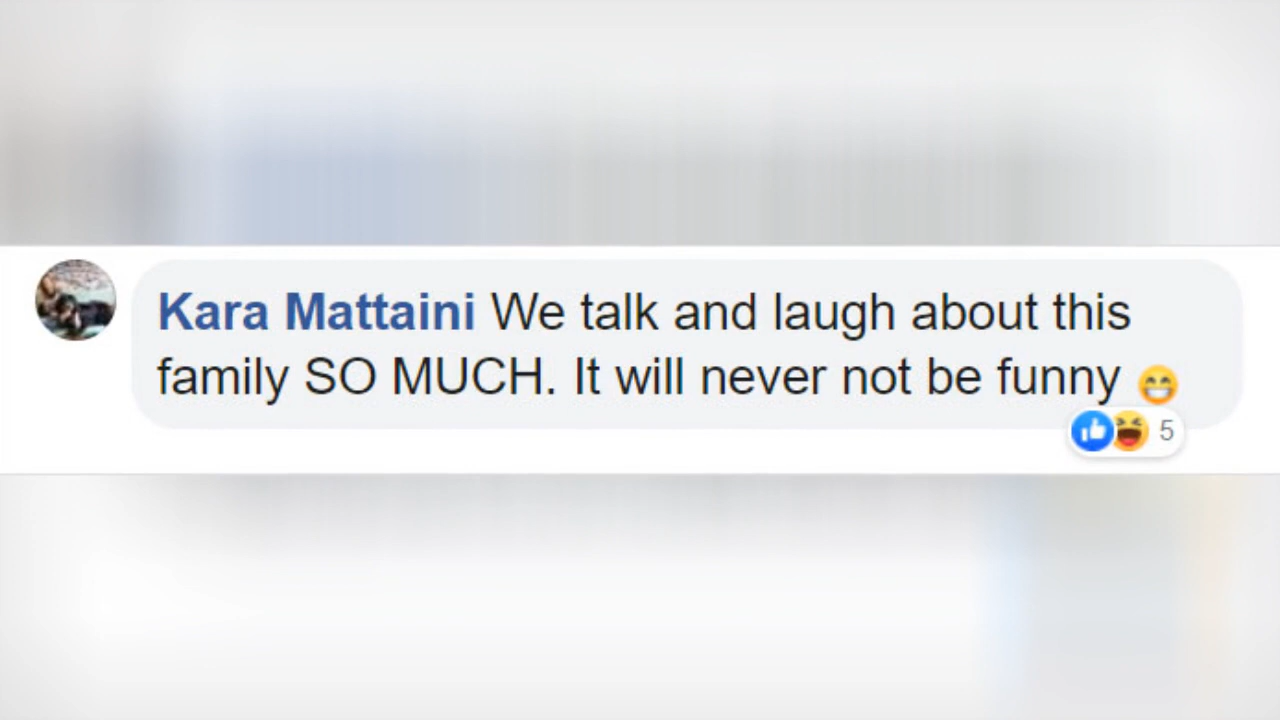 Kara Mattaini We talk and laugh about this
family SO MUCH. It will never not be funny 😁
5